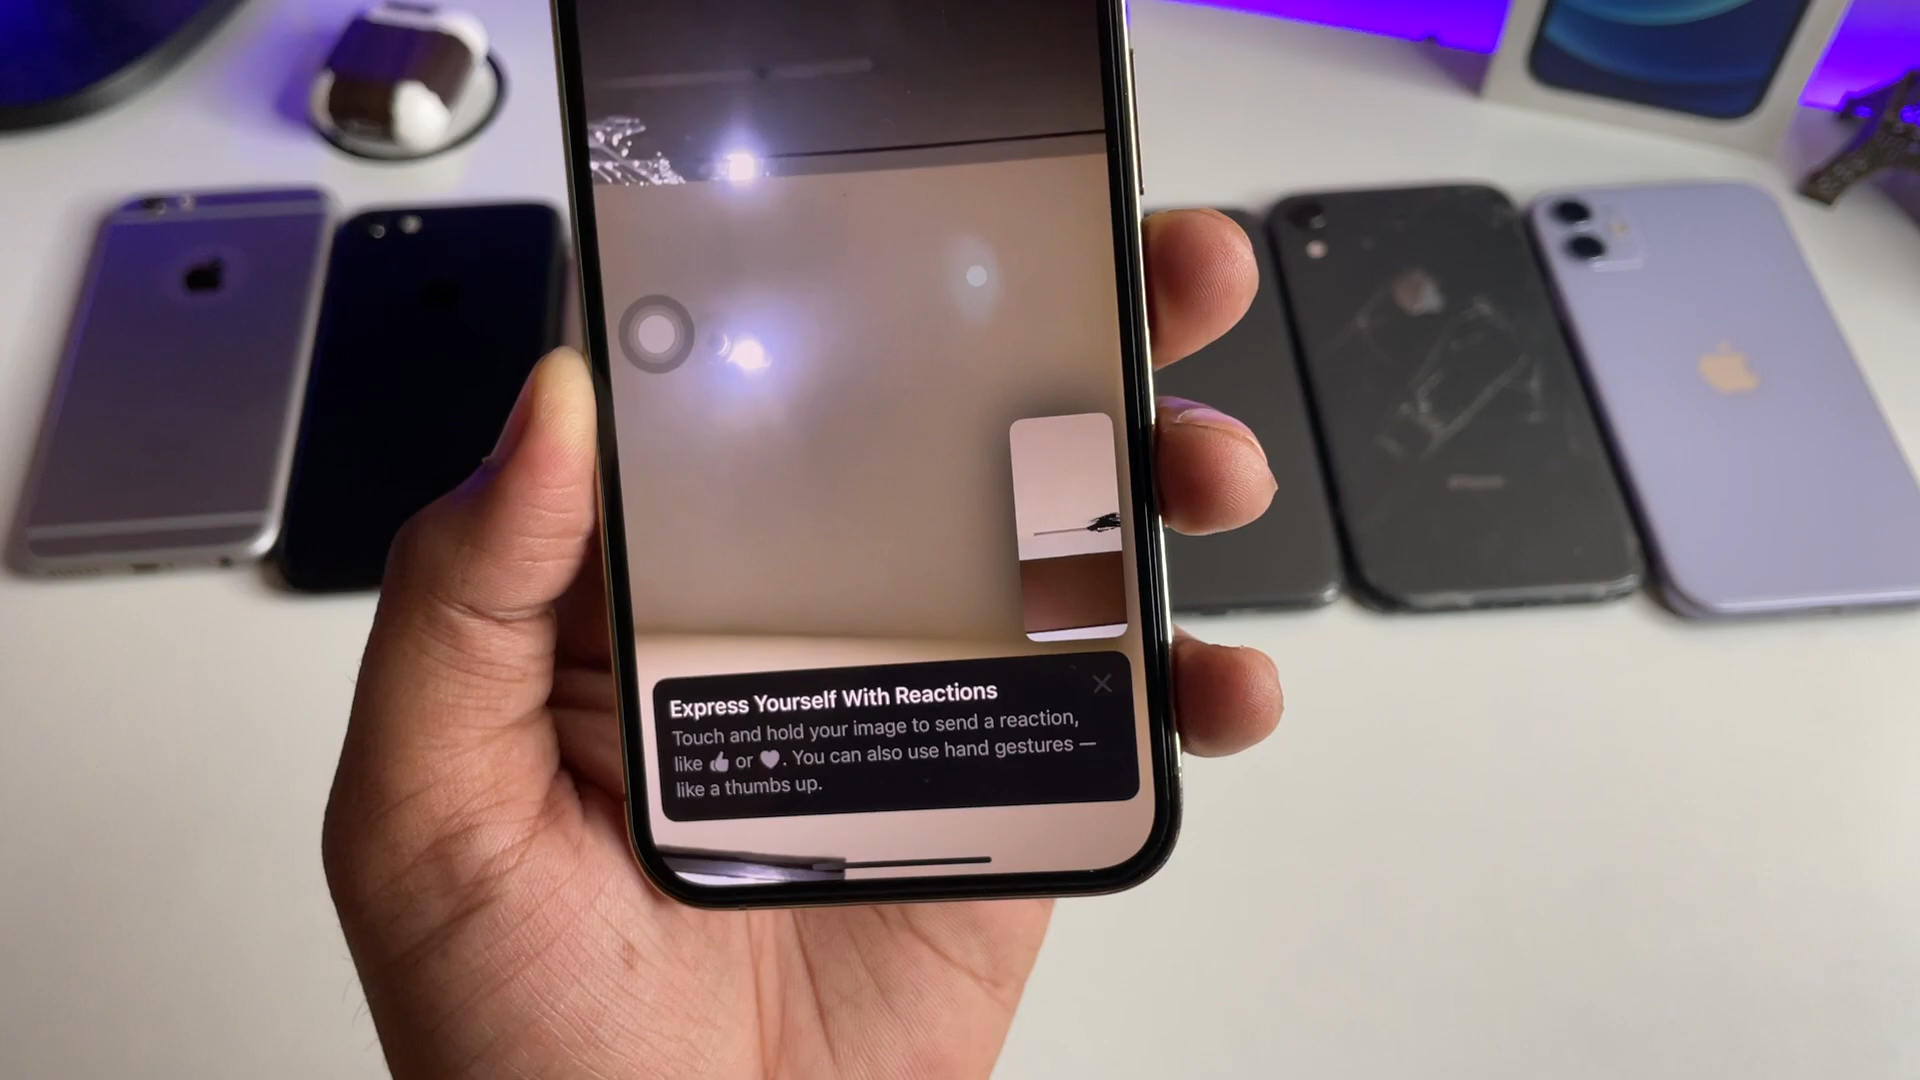 Express Yourself With Reactions
Touch and hold your image to send a reaction,
like 👍 or ♥. You can also use hand gestures —
like a thumbs up.
iPhone